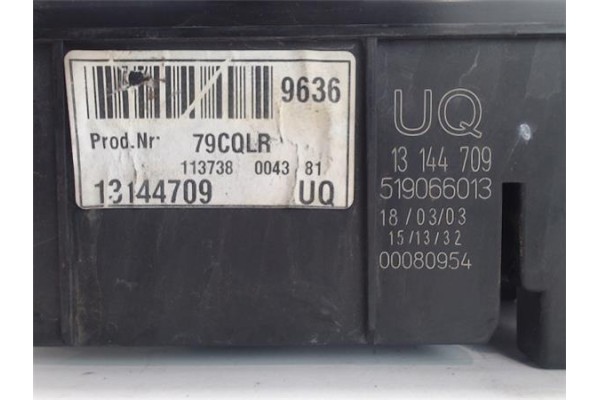 9636
Prod.Nr: 79CQLR
113738 0043 81
13144709 UQ
UQ
13 144 709
519066013
18/03/03
15/13/32
00080954